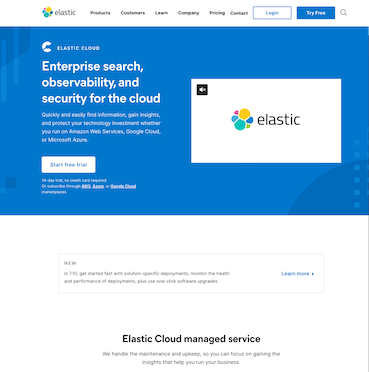 elastic Products Customers Learn Company Pricing Contact Login Try Free
ELASTIC CLOUD
Enterprise search,
observability, and
security for the cloud
Quickly and easily find information, gain insights,
and protect your technology investment whether
you run on Amazon Web Services, Google Cloud,
or Microsoft Azure.
elastic
Start free trial
14-day trial, no credit card required
Or subscribe through AWS, Azure, or Google Cloud
marketplaces
NEW
In 7.10, get started fast with solution-specific deployments, monitor the health
and performance of deployments, plus use one-click software upgrades
Learn more
Elastic Cloud managed service
We handle the maintenance and upkeep, so you can focus on gaining the
insights that help you run your business.